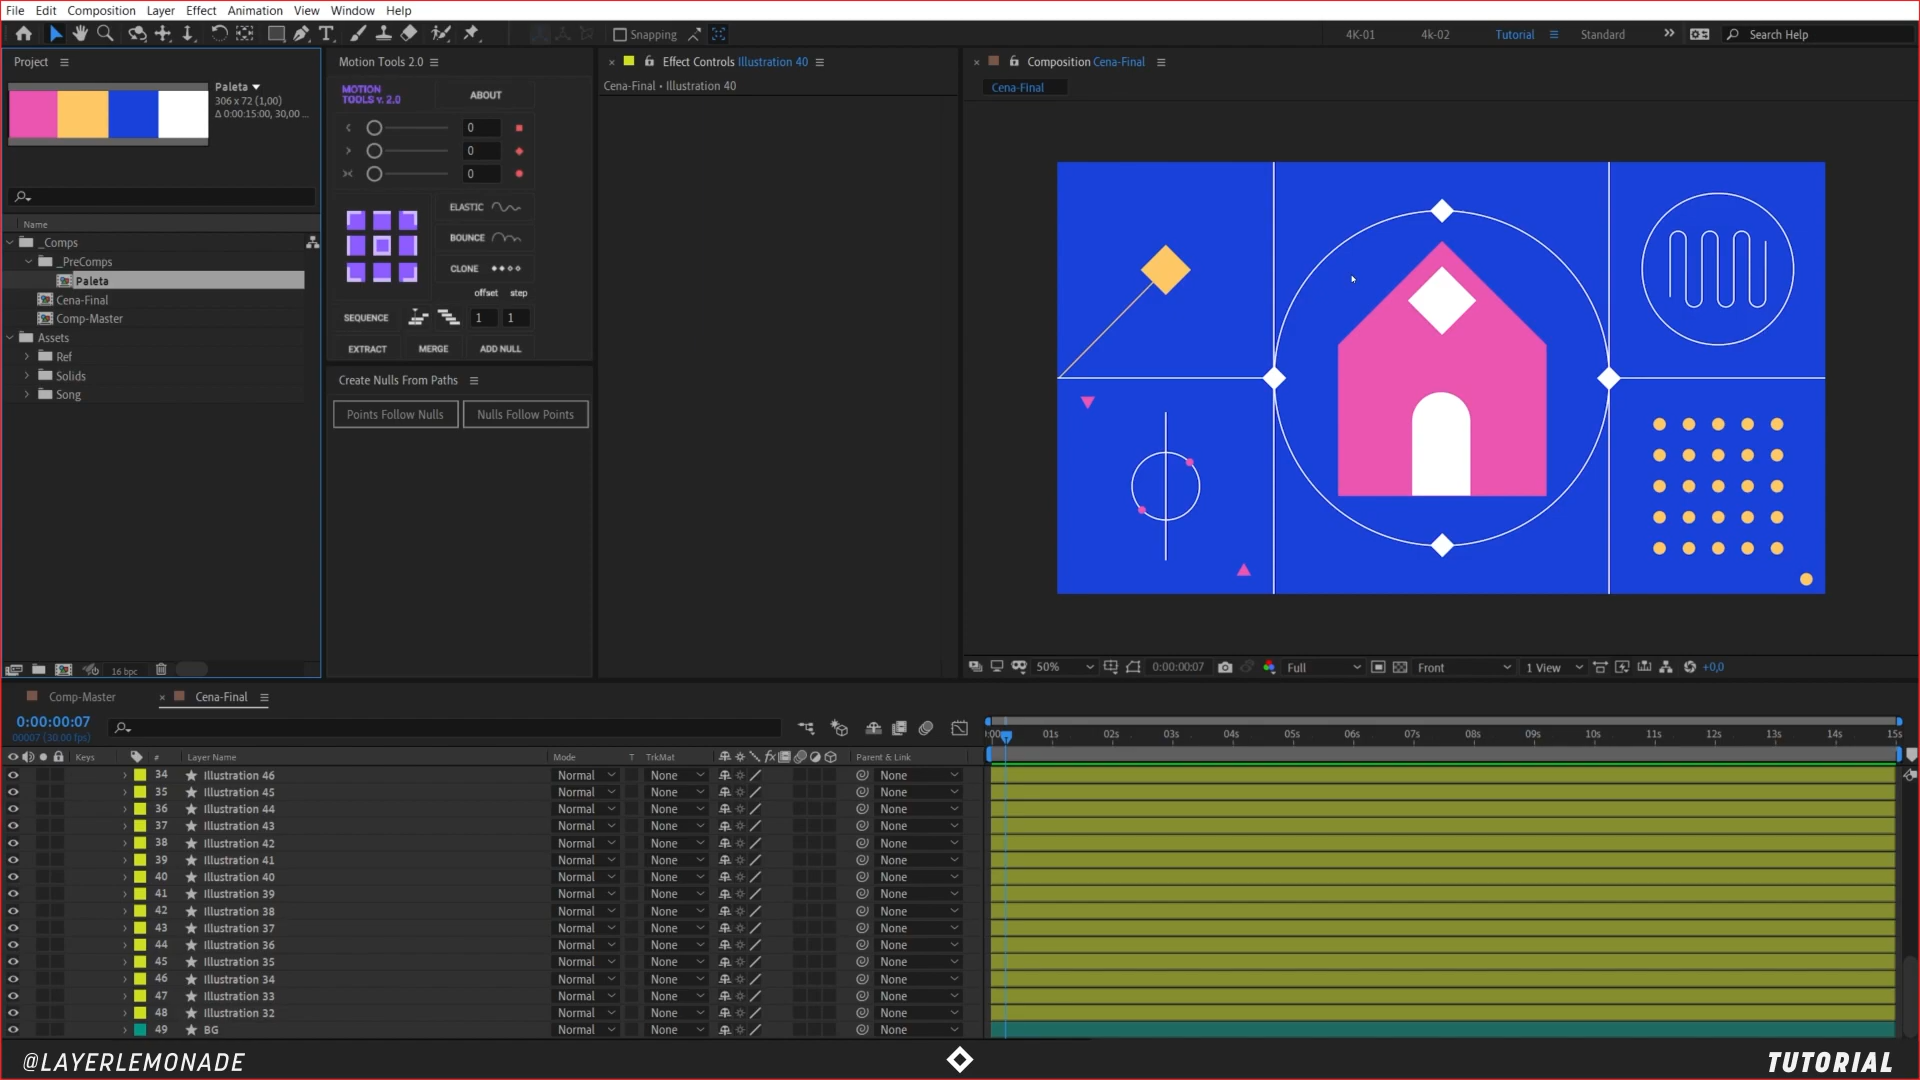 File Edit Composition Layer Effect Animation View Window Help
Snapping
4K-01 4k-02 Tutorial Standard Search Help
Project
Paleta
306 x 72 (1,00)
Δ 0:00:15:00, 30,00 ...
Name
_Comps
_PreComps
Paleta
Cena-Final
Comp-Master
Assets
Ref
Solids
Song
16 bpc
Motion Tools 2.0
MOTION
TOOLS v. 2.0
ABOUT
0
0
0
ELASTIC
BOUNCE
CLONE
offset step
SEQUENCE 1 1
EXTRACT MERGE ADD NULL
Create Nulls From Paths
Points Follow Nulls Nulls Follow Points
Effect Controls Illustration 40
Cena-Final • Illustration 40
Composition Cena-Final
Cena-Final
50% 0:00:00:07 Full Front 1 View +0,0
Comp-Master Cena-Final
0:00:00:07
00007 (30.00 fps)
Keys # Layer Name Mode T TrkMat Parent & Link
:00s 01s 02s 03s 04s 05s 06s 07s 08s 09s 10s 11s 12s 13s 14s 15s
34 Illustration 46 Normal None None
35 Illustration 45 Normal None None
36 Illustration 44 Normal None None
37 Illustration 43 Normal None None
38 Illustration 42 Normal None None
39 Illustration 41 Normal None None
40 Illustration 40 Normal None None
41 Illustration 39 Normal None None
42 Illustration 38 Normal None None
43 Illustration 37 Normal None None
44 Illustration 36 Normal None None
45 Illustration 35 Normal None None
46 Illustration 34 Normal None None
47 Illustration 33 Normal None None
48 Illustration 32 Normal None None
49 BG Normal None None
@LAYERLEMONADE
TUTORIAL